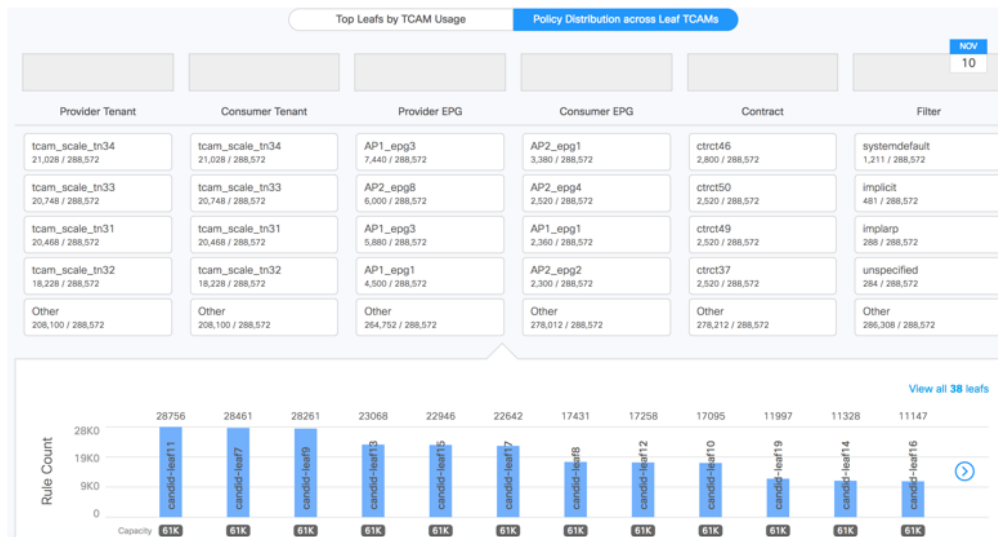 Top Leafs by TCAM Usage
Policy Distribution across Leaf TCAMs
NOV
10
Provider Tenant
Consumer Tenant
Provider EPG
Consumer EPG
Contract
Filter
tcam_scale_tn34
21,028 / 288,572
tcam_scale_tn34
21,028 / 288,572
AP1_epg3
7,440 / 288,572
AP2_epg1
3,380 / 288,572
ctrct46
2,800 / 288,572
systemdefault
1,211 / 288,572
tcam_scale_tn33
20,748 / 288,572
tcam_scale_tn33
20,748 / 288,572
AP2_epg8
6,000 / 288,572
AP2_epg4
2,520 / 288,572
ctrct50
2,520 / 288,572
implicit
481 / 288,572
tcam_scale_tn31
20,468 / 288,572
tcam_scale_tn31
20,468 / 288,572
AP1_epg3
5,880 / 288,572
AP1_epg1
2,360 / 288,572
ctrct49
2,520 / 288,572
implarp
288 / 288,572
tcam_scale_tn32
18,228 / 288,572
tcam_scale_tn32
18,228 / 288,572
AP1_epg1
4,500 / 288,572
AP2_epg2
2,300 / 288,572
ctrct37
2,520 / 288,572
unspecified
284 / 288,572
Other
208,100 / 288,572
Other
208,100 / 288,572
Other
264,752 / 288,572
Other
278,012 / 288,572
Other
278,212 / 288,572
Other
286,308 / 288,572
View all 38 leafs
28756
28461
28261
23068
22946
22642
17431
17258
17095
11997
11328
11147
Rule Count
28K0
19K0
9K0
0
candid-leaf11
candid-leaf7
candid-leaf9
candid-leaf13
candid-leaf15
candid-leaf17
candid-leaf8
candid-leaf12
candid-leaf10
candid-leaf19
candid-leaf14
candid-leaf16
Capacity
61K
61K
61K
61K
61K
61K
61K
61K
61K
61K
61K
61K